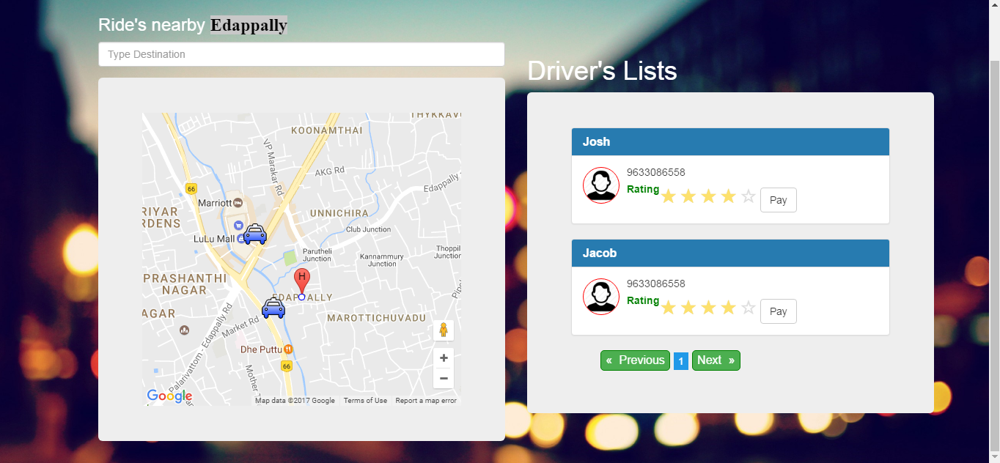 Ride's nearby Edappally
Type Destination
THYKKAV
KOONAMTHAI
VP Marakar Rd
AKG Rd
Edappally
66
Marriott
RIYAR
RDENS
UNNICHIRA
Club Junction
LuLu Mall
Parutheli
Junction
Kannammury
Junction
Thoppil
Junction
H
PRASHANTHI
NAGAR
EDAPPALLY
Pipe
AGAR
MAROTTICHUVADU
Market Rd
Palarivattom - Edappally Rd
Dhe Puttu
66
Mother
+
−
Google
Map data ©2017 Google
Terms of Use
Report a map error
Driver's Lists
Josh
9633086558
Rating
Pay
Jacob
9633086558
Rating
Pay
« Previous 1 Next »